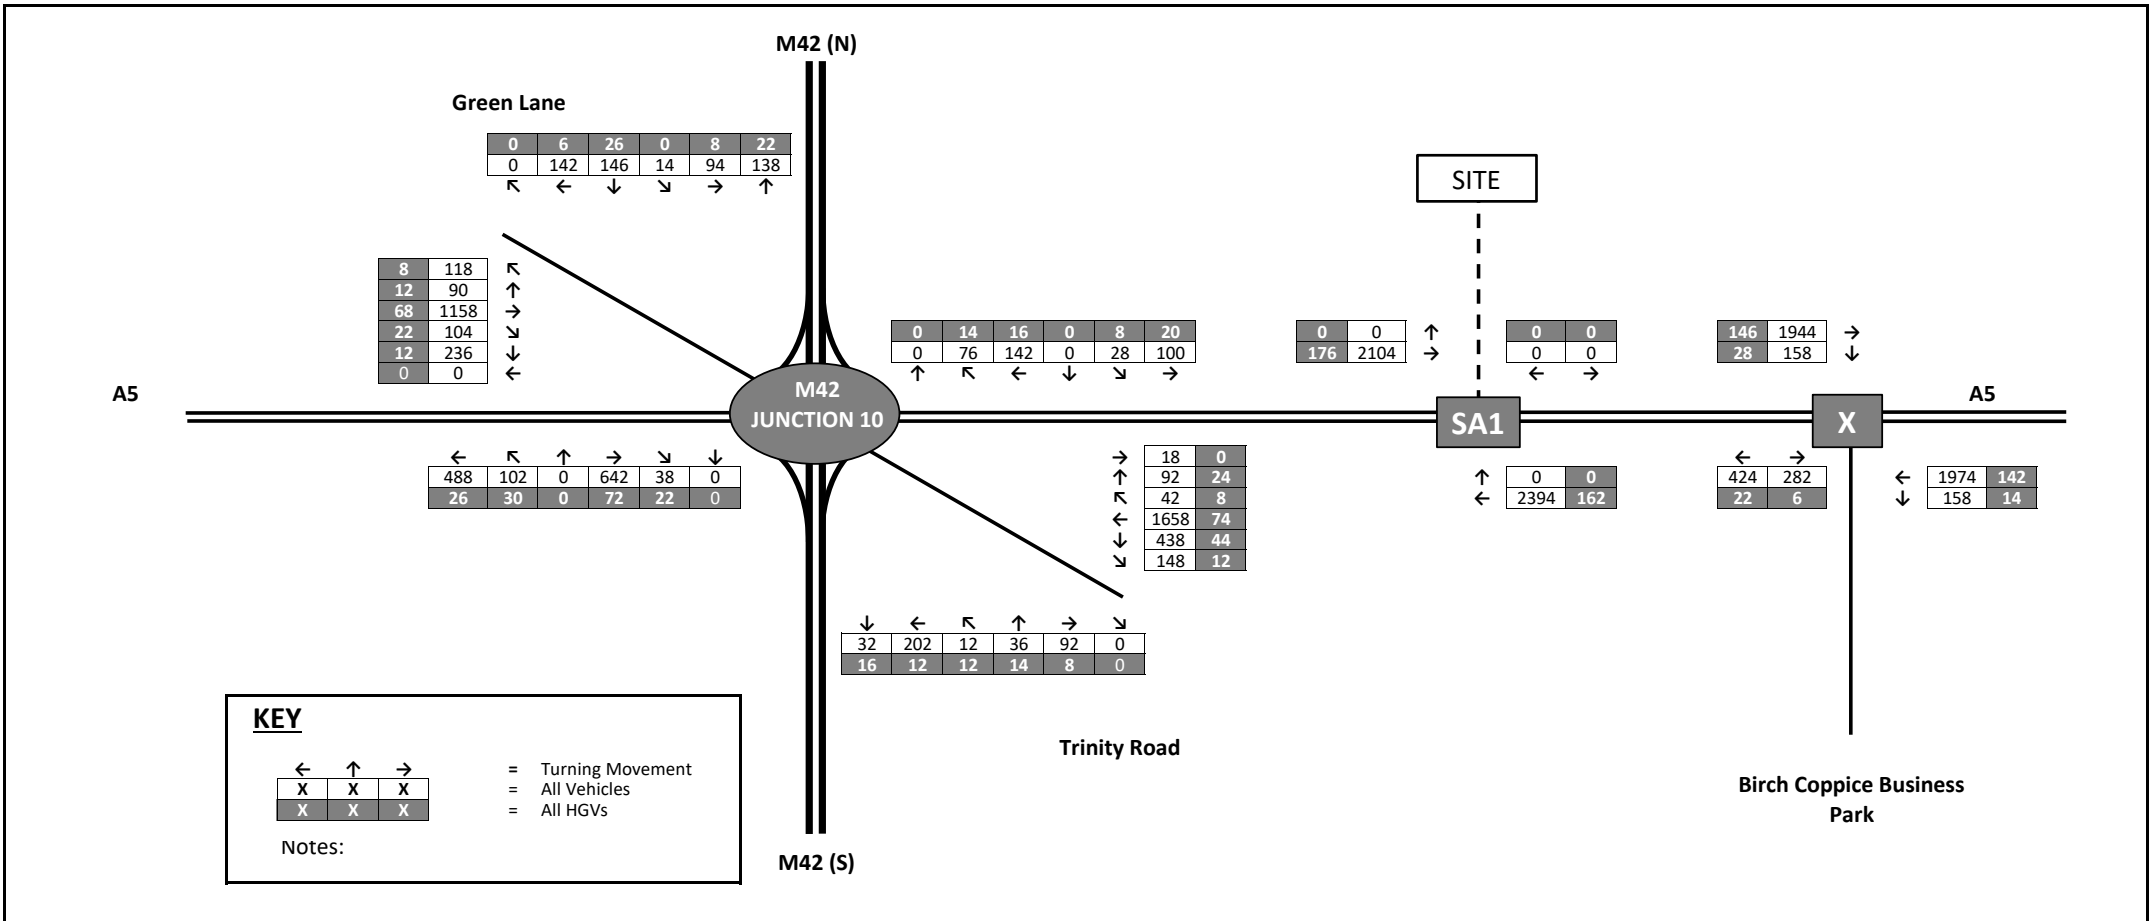 M42 (N)
Green Lane
0 6 26 0 8 22
0 142 146 14 94 138
↖ ← ↓ ↘ → ↑
SITE
8 118 ↖
12 90 ↑
68 1158 →
22 104 ↘
12 236 ↓
0 0 ←
0 14 16 0 8 20
0 76 142 0 28 100
↑ ↖ ← ↓ ↘ →
0 0 ↑
176 2104 →
0 0
0 0
← →
146 1944 →
28 158 ↓
A5
M42
JUNCTION 10
SA1
X
A5
← ↖ ↑ → ↘ ↓
488 102 0 642 38 0
26 30 0 72 22 0
→ 18 0
↑ 92 24
↖ 42 8
← 1658 74
↓ 438 44
↘ 148 12
↑ 0 0
← 2394 162
← →
424 282
22 6
← 1974 142
↓ 158 14
↓ ← ↖ ↑ → ↘
32 202 12 36 92 0
16 12 12 14 8 0
KEY
← ↑ → = Turning Movement
X X X = All Vehicles
X X X = All HGVs
Notes:
Trinity Road
Birch Coppice Business
Park
M42 (S)